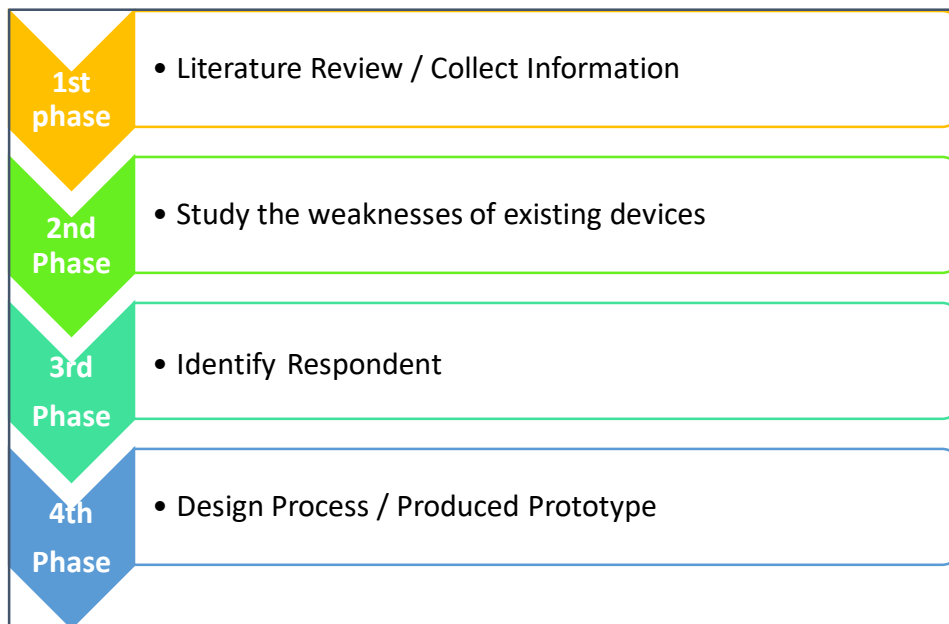 1st
phase
• Literature Review / Collect Information
2nd
Phase
• Study the weaknesses of existing devices
3rd
Phase
• Identify Respondent
4th
Phase
• Design Process / Produced Prototype